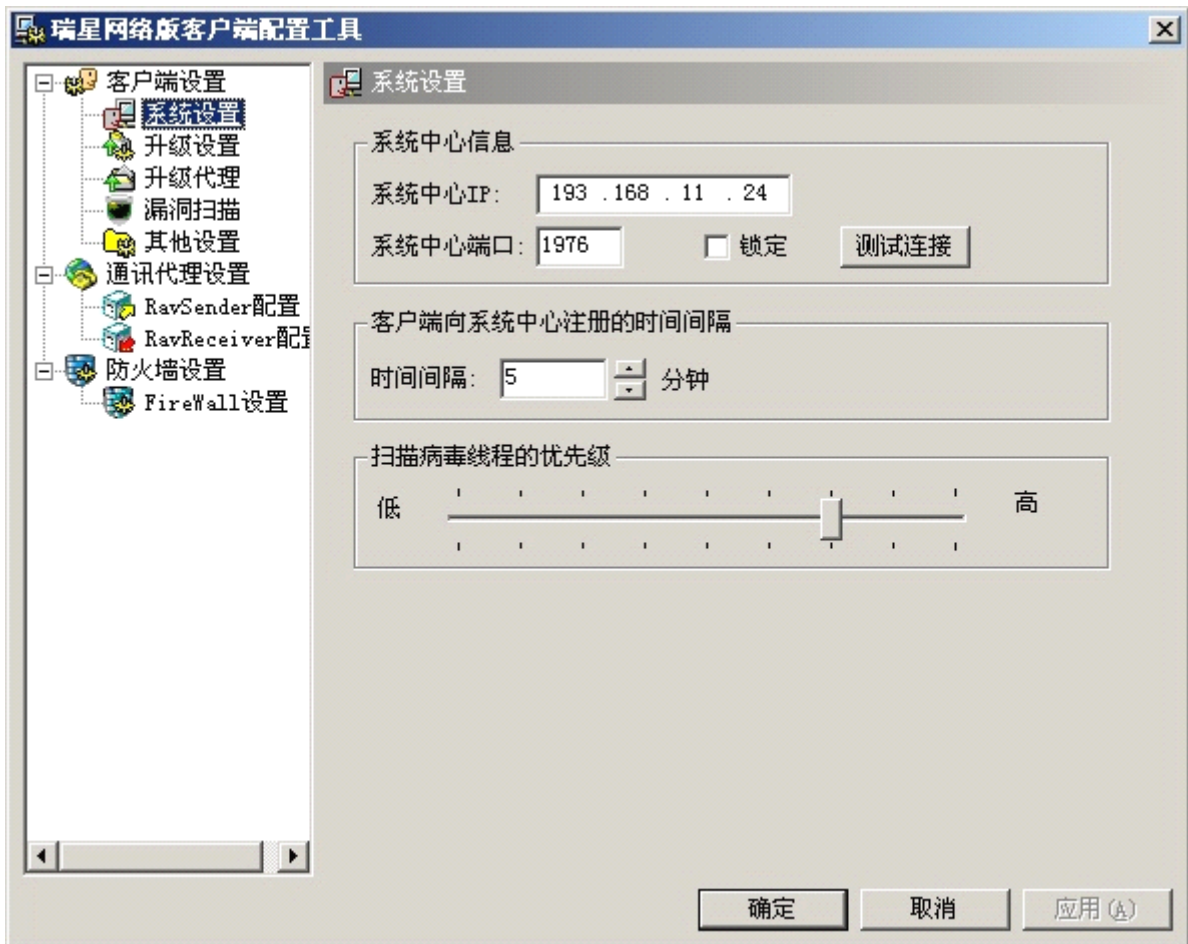 瑞星网络版客户端配置工具
客户端设置
系统设置
升级设置
升级代理
漏洞扫描
其他设置
通讯代理设置
RavSender配置
RavReceiver配置
防火墙设置
FireWall设置
系统设置
系统中心信息
系统中心IP: 193 .168 . 11 . 24
系统中心端口: 1976 锁定 测试连接
客户端向系统中心注册的时间间隔
时间间隔: 5 分钟
扫描病毒线程的优先级
低 高
确定 取消 应用(A)